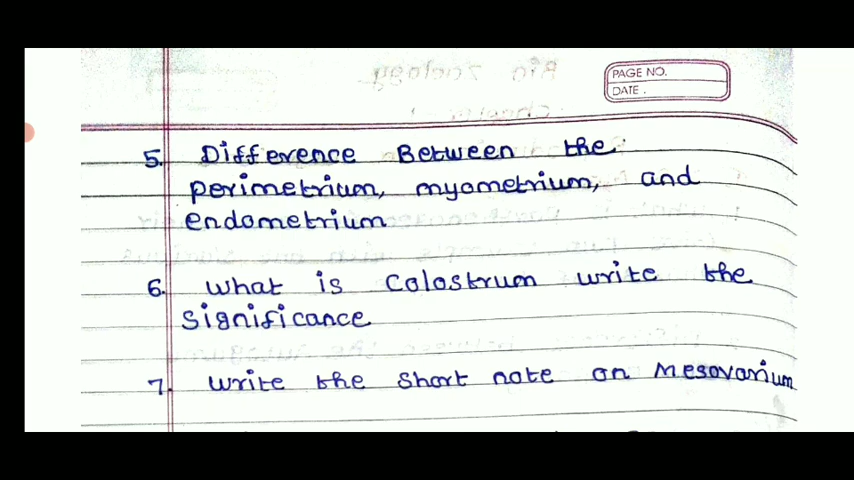 PAGE NO.
DATE .
5. Difference Between the
perimetrium, myometrium, and
endometrium
6. What is Colostrum write the
significance
7. Write the short note on Mesovarium